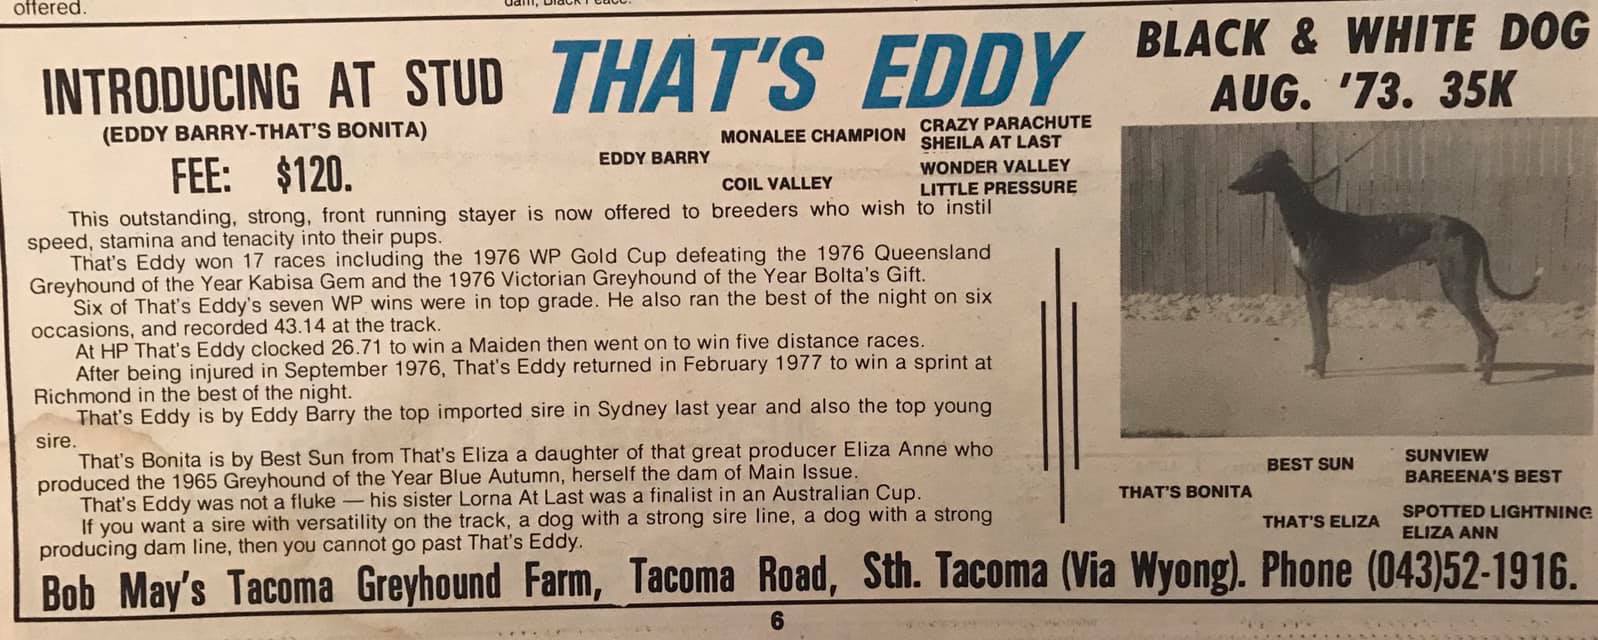 offered.
dam, Black Peace.
INTRODUCING AT STUD
THAT'S EDDY
BLACK & WHITE DOG
AUG. '73. 35K
(EDDY BARRY-THAT'S BONITA)
FEE: $120.
EDDY BARRY
MONALEE CHAMPION
CRAZY PARACHUTE
SHEILA AT LAST
COIL VALLEY
WONDER VALLEY
LITTLE PRESSURE
This outstanding, strong, front running stayer is now offered to breeders who wish to instil
speed, stamina and tenacity into their pups.
That's Eddy won 17 races including the 1976 WP Gold Cup defeating the 1976 Queensland
Greyhound of the Year Kabisa Gem and the 1976 Victorian Greyhound of the Year Bolta's Gift.
Six of That's Eddy's seven WP wins were in top grade. He also ran the best of the night on six
occasions, and recorded 43.14 at the track.
At HP That's Eddy clocked 26.71 to win a Maiden then went on to win five distance races.
After being injured in September 1976, That's Eddy returned in February 1977 to win a sprint at
Richmond in the best of the night.
That's Eddy is by Eddy Barry the top imported sire in Sydney last year and also the top young
sire.
That's Bonita is by Best Sun from That's Eliza a daughter of that great producer Eliza Anne who
produced the 1965 Greyhound of the Year Blue Autumn, herself the dam of Main Issue.
That's Eddy was not a fluke — his sister Lorna At Last was a finalist in an Australian Cup.
If you want a sire with versatility on the track, a dog with a strong sire line, a dog with a strong
producing dam line, then you cannot go past That's Eddy.
THAT'S BONITA
BEST SUN
SUNVIEW
BAREENA'S BEST
THAT'S ELIZA
SPOTTED LIGHTNING
ELIZA ANN
Bob May's Tacoma Greyhound Farm, Tacoma Road, Sth. Tacoma (Via Wyong). Phone (043)52-1916.
6